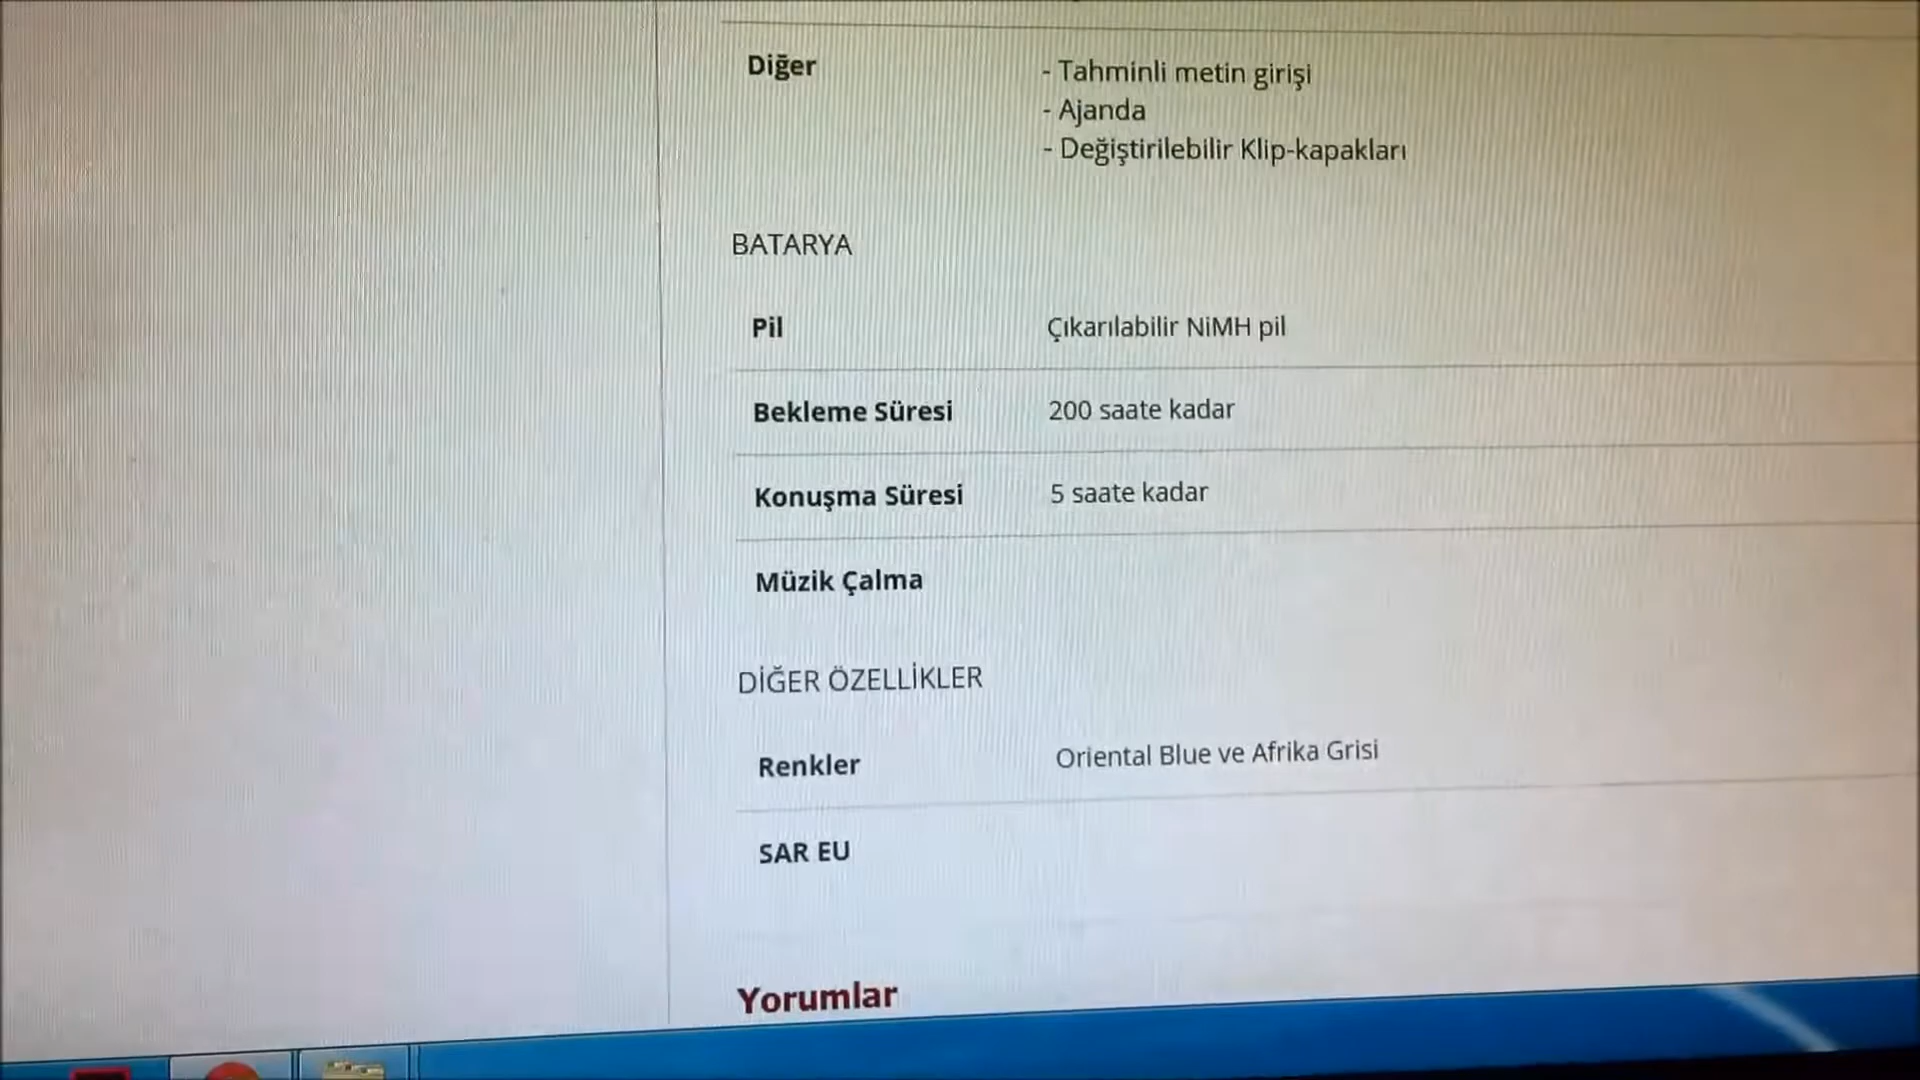 Diğer
- Tahminli metin girişi
- Ajanda
- Değiştirilebilir Klip-kapakları
BATARYA
Pil Çıkarılabilir NiMH pil
Bekleme Süresi 200 saate kadar
Konuşma Süresi 5 saate kadar
Müzik Çalma
DİĞER ÖZELLİKLER
Renkler Oriental Blue ve Afrika Grisi
SAR EU
Yorumlar